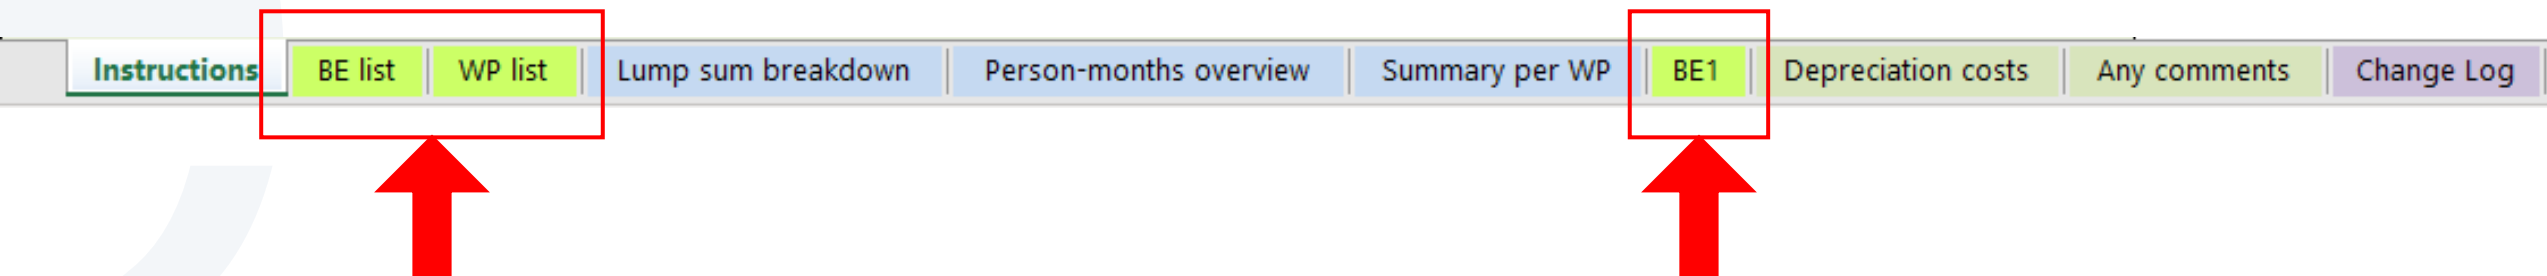 Instructions BE list WP list Lump sum breakdown Person-months overview Summary per WP BE1 Depreciation costs Any comments Change Log